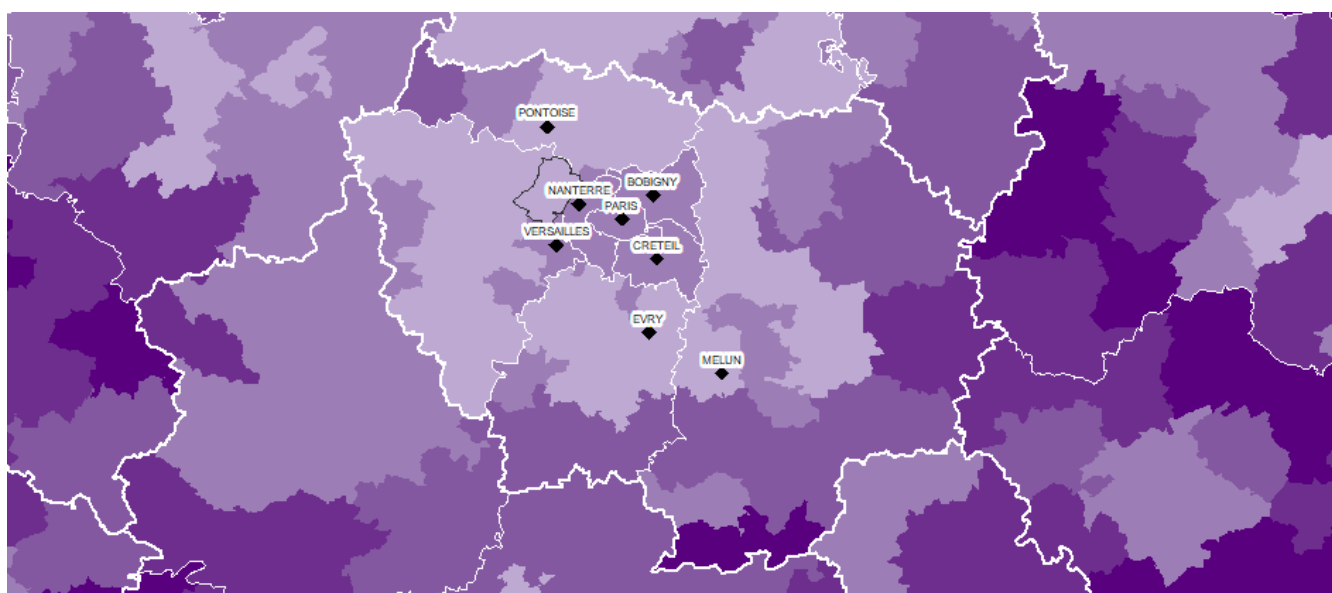 PONTOISE
BOBIGNY
NANTERRE
PARIS
VERSAILLES
CRETEIL
EVRY
MELUN